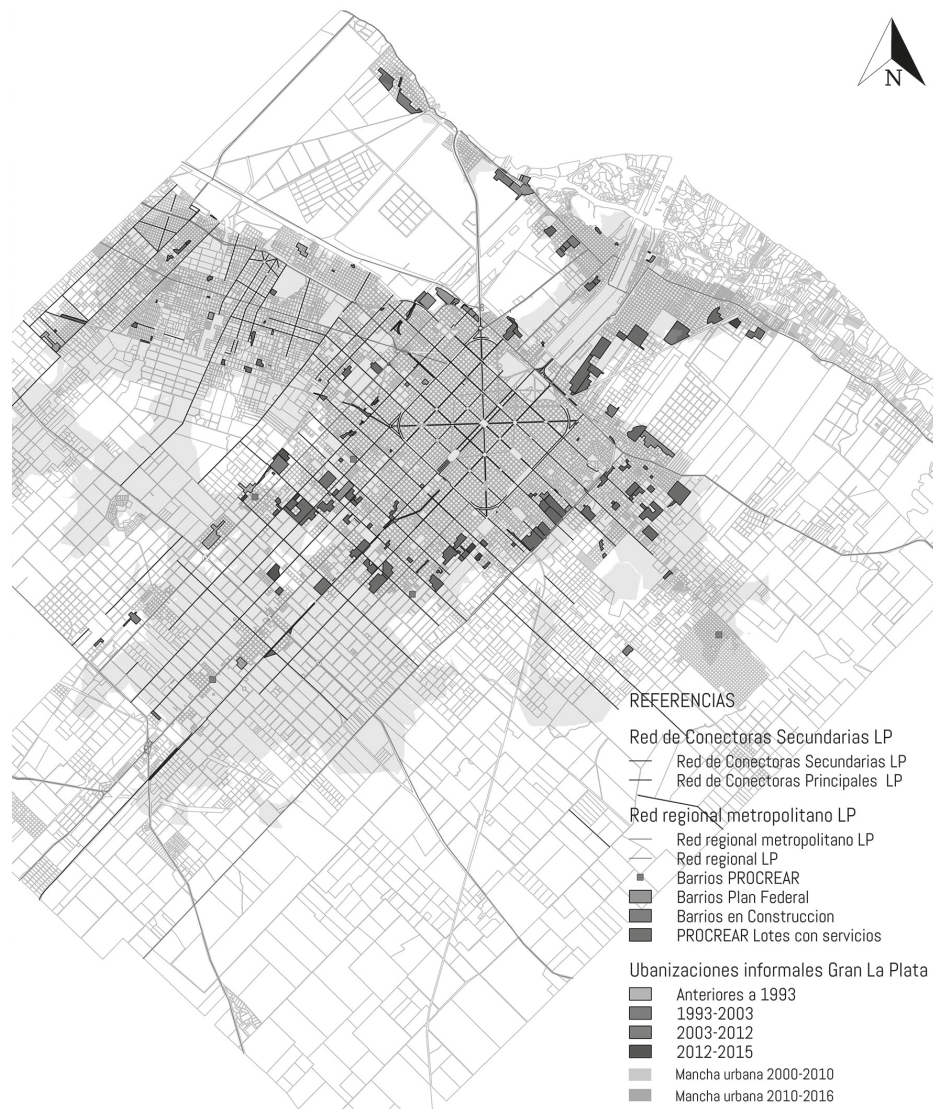 N
REFERENCIAS
Red de Conectoras Secundarias LP
Red de Conectoras Secundarias LP
Red de Conectoras Principales LP
Red regional metropolitano LP
Red regional metropolitano LP
Red regional LP
Barrios PROCREAR
Barrios Plan Federal
Barrios en Construccion
PROCREAR Lotes con servicios
Ubanizaciones informales Gran La Plata
Anteriores a 1993
1993-2003
2003-2012
2012-2015
Mancha urbana 2000-2010
Mancha urbana 2010-2016